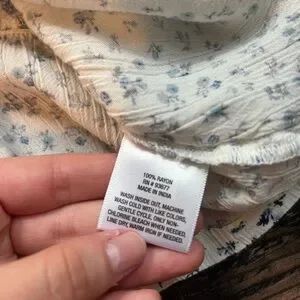 100% RAYON
RN # 93677
MADE IN INDIA
WASH INSIDE OUT, MACHINE
WASH COLD WITH LIKE COLORS,
GENTLE CYCLE. ONLY NON-
CHLORINE BLEACH WHEN NEEDED,
LINE DRY, WARM IRON IF NEEDED.